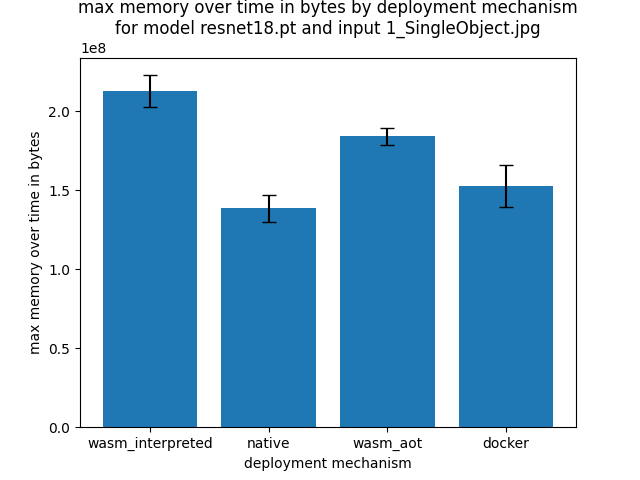 max memory over time in bytes by deployment mechanism
for model resnet18.pt and input 1_SingleObject.jpg
1e8
2.0
1.5
1.0
0.5
0.0
max memory over time in bytes
wasm_interpreted native wasm_aot docker
deployment mechanism